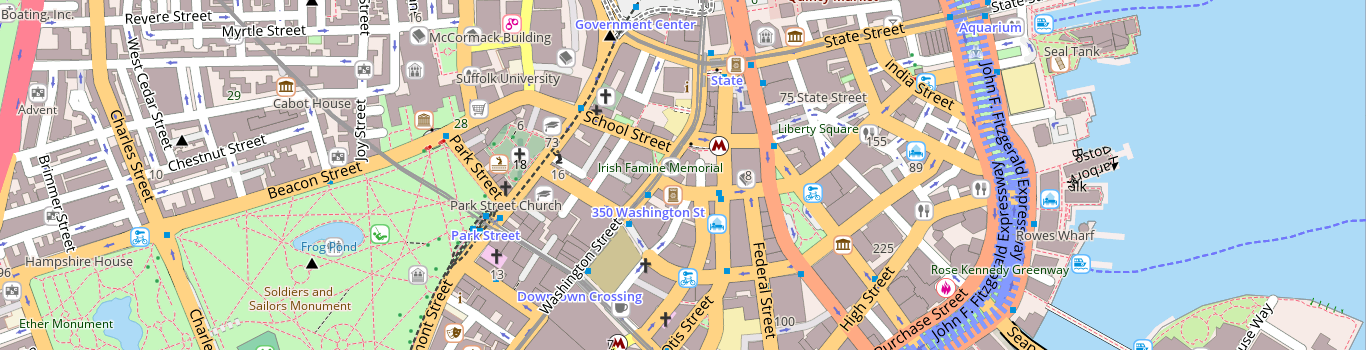 Boating, Inc.
Revere Street
Myrtle Street
16
McCormack Building
Government Center
Quincy Market
State Street
Aquarium
Seal Tank
West Cedar Street
Joy Street
Suffolk University
State
India Street
Advent
29
Cabot House
75 State Street
Charles Street
28
6
School Street
Liberty Square
155
John F. Fitzgerald Expressway
Chestnut Street
73
18
Irish Famine Memorial
89
Brimmer Street
10
Beacon Street
Park Street
16
8
Park Street Church
350 Washington St
Park Street
Frog Pond
Hampshire House
96
13
Washington Street
225
Rowes Wharf
Rose Kennedy Greenway
Soldiers and
Sailors Monument
Downtown Crossing
Federal Street
High Street
Ether Monument
100
Otis Street
Purchase Street